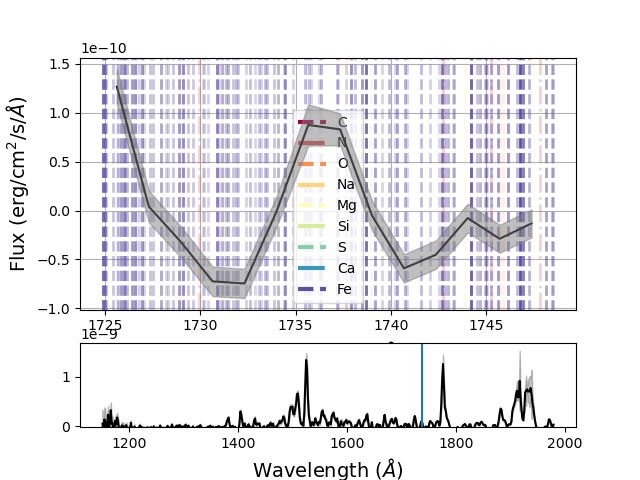 1e−10
1.5
1.0
0.5
0.0
−0.5
−1.0
Flux (erg/cm²/s/Å)
C
N
O
Na
Mg
Si
S
Ca
Fe
1725 1730 1735 1740 1745
1e−9
1
0
1200 1400 1600 1800 2000
Wavelength (Å)